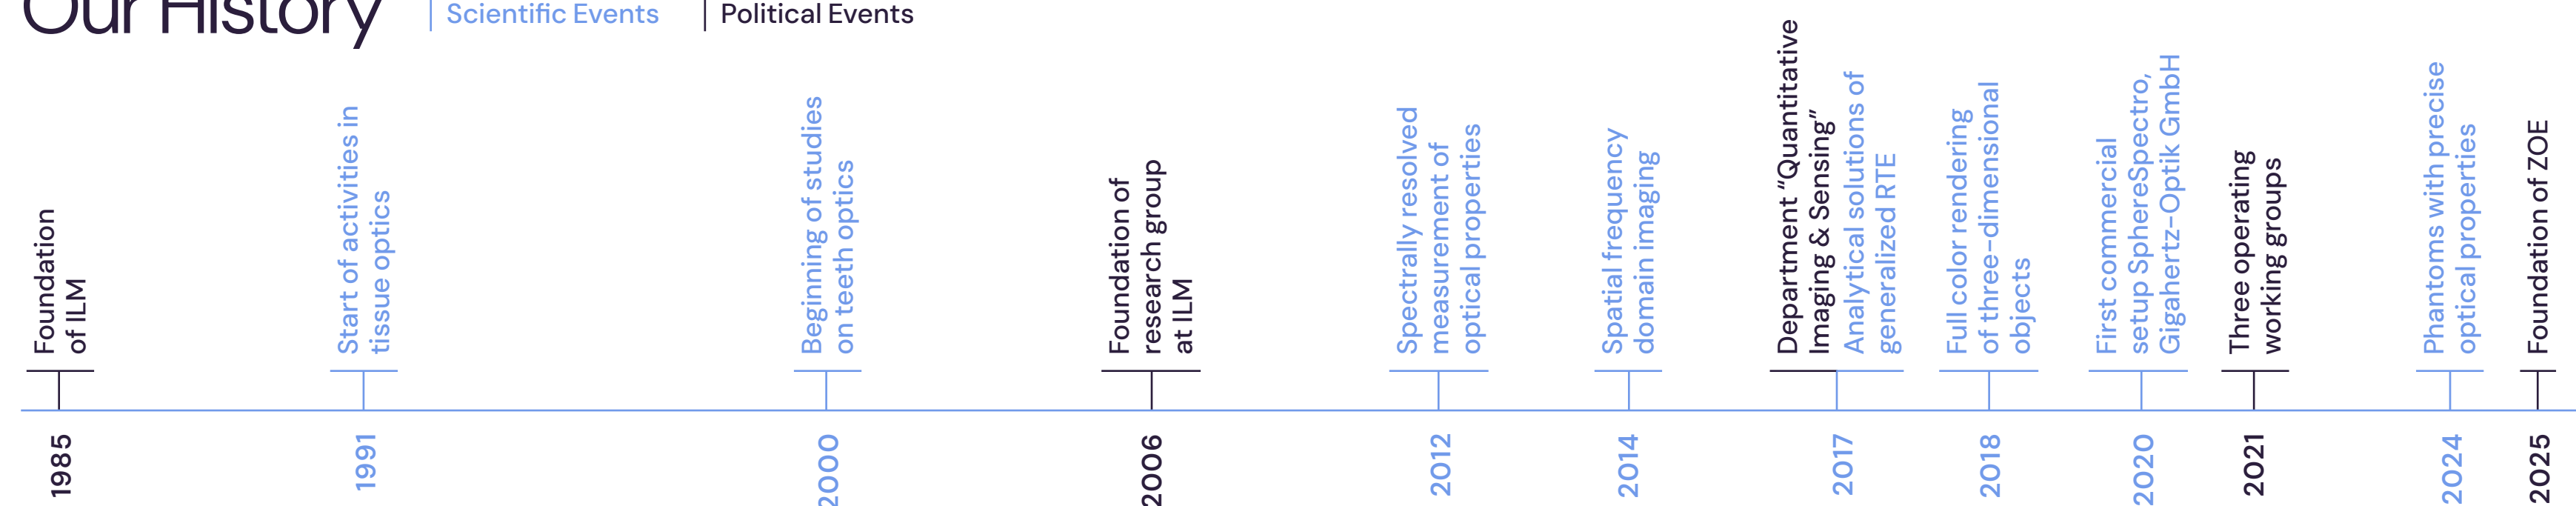 Our History
Scientific Events
Political Events
Foundation
of ILM
1985
Start of activities in
tissue optics
1991
Beginning of studies
on teeth optics
2000
Foundation of
research group
at ILM
2006
Spectrally resolved
measurement of
optical properties
2012
Spatial frequency
domain imaging
2014
Department “Quantitative
Imaging & Sensing”
Analytical solutions of
generalized RTE
2017
Full color rendering
of three-dimensional
objects
2018
First commercial
setup SphereSpectro,
Gigahertz-Optik GmbH
2020
Three operating
working groups
2021
Phantoms with precise
optical properties
2024
Foundation of ZOE
2025